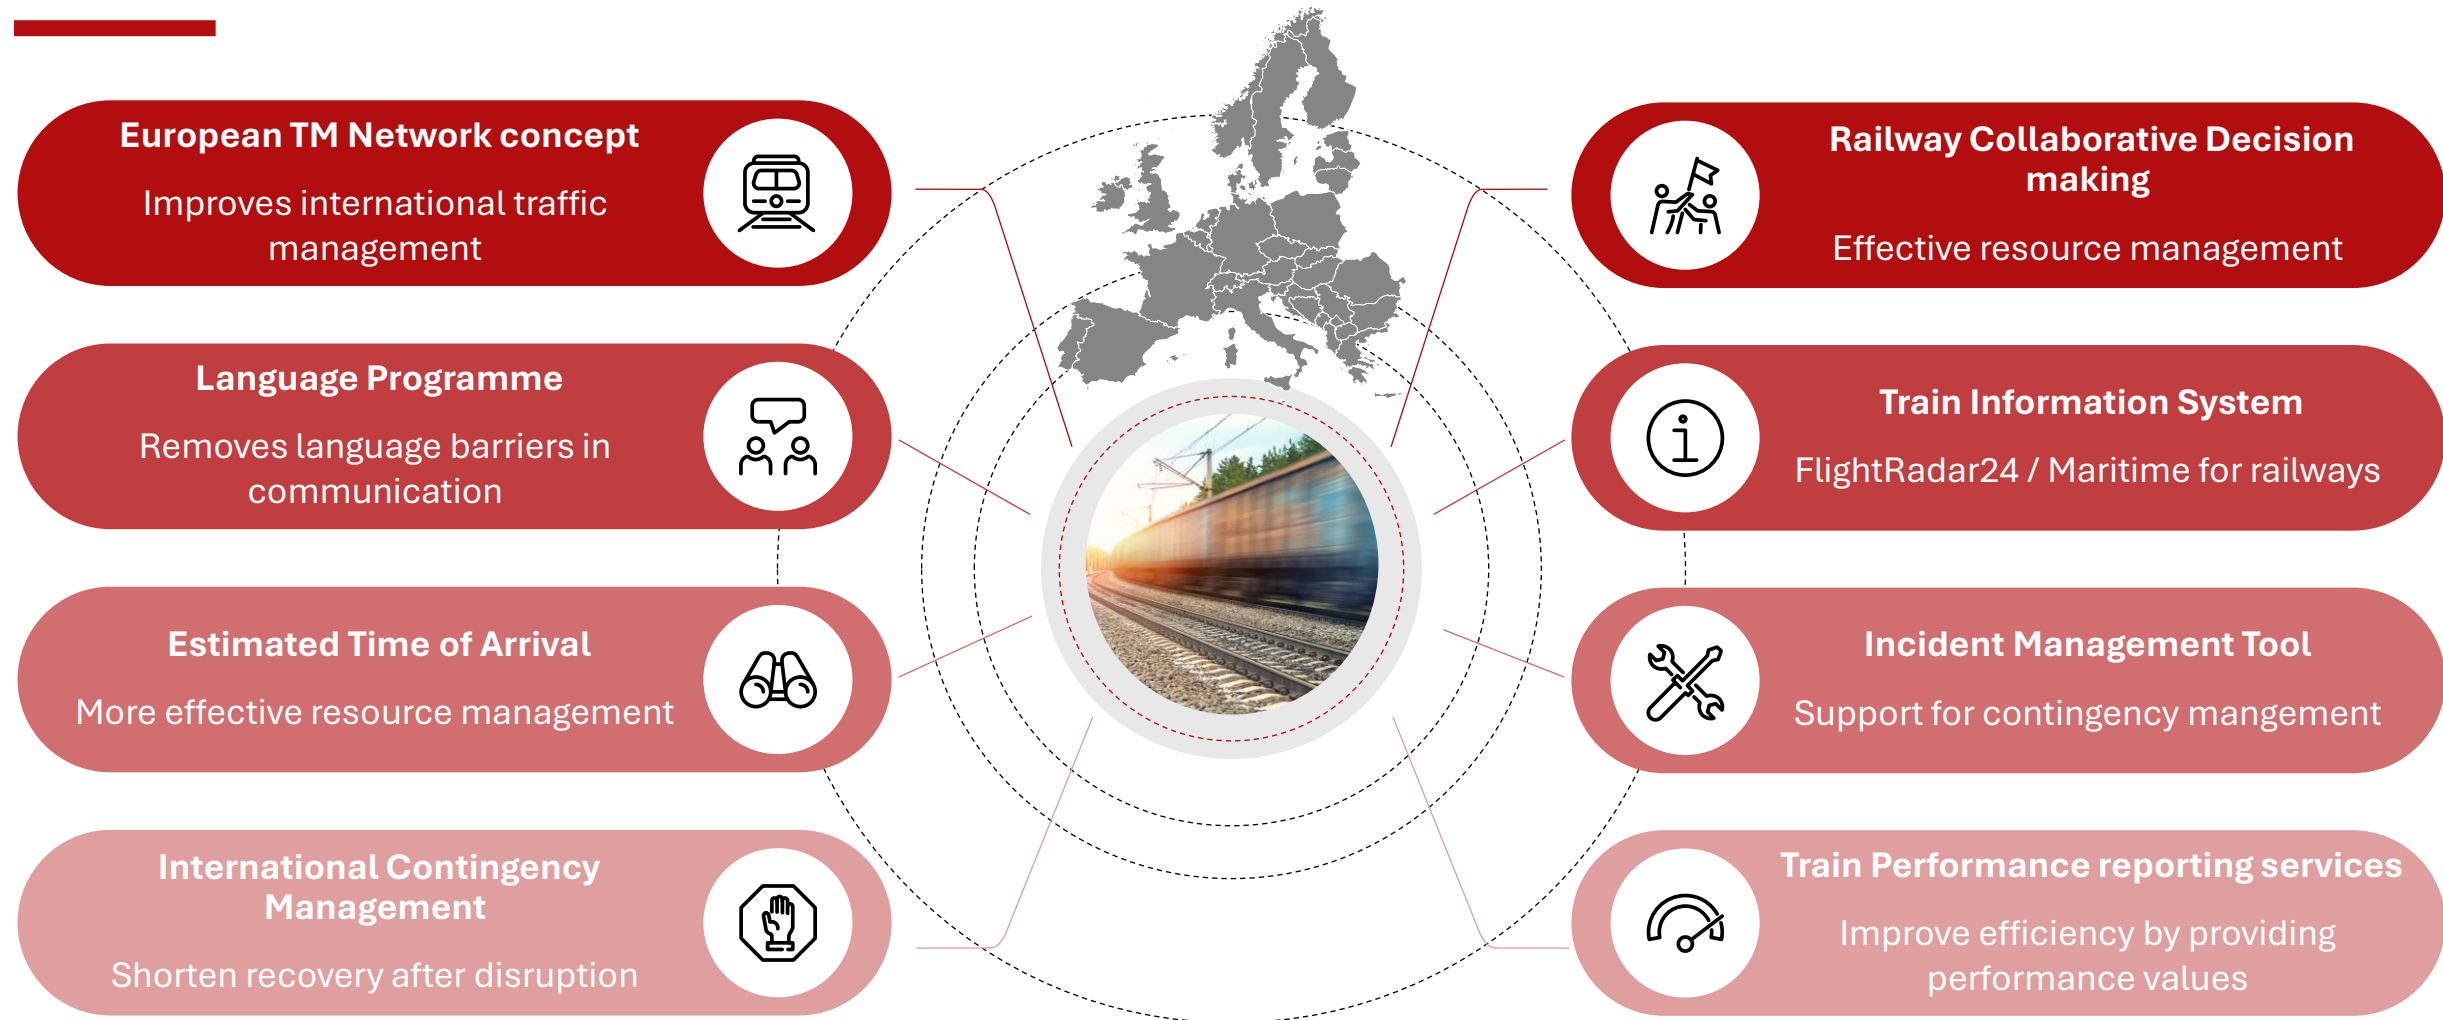 European TM Network concept
Improves international traffic
management
Language Programme
Removes language barriers in
communication
Estimated Time of Arrival
More effective resource management
International Contingency
Management
Shorten recovery after disruption
Railway Collaborative Decision
making
Effective resource management
Train Information System
FlightRadar24 / Maritime for railways
Incident Management Tool
Support for contingency mangement
Train Performance reporting services
Improve efficiency by providing
performance values